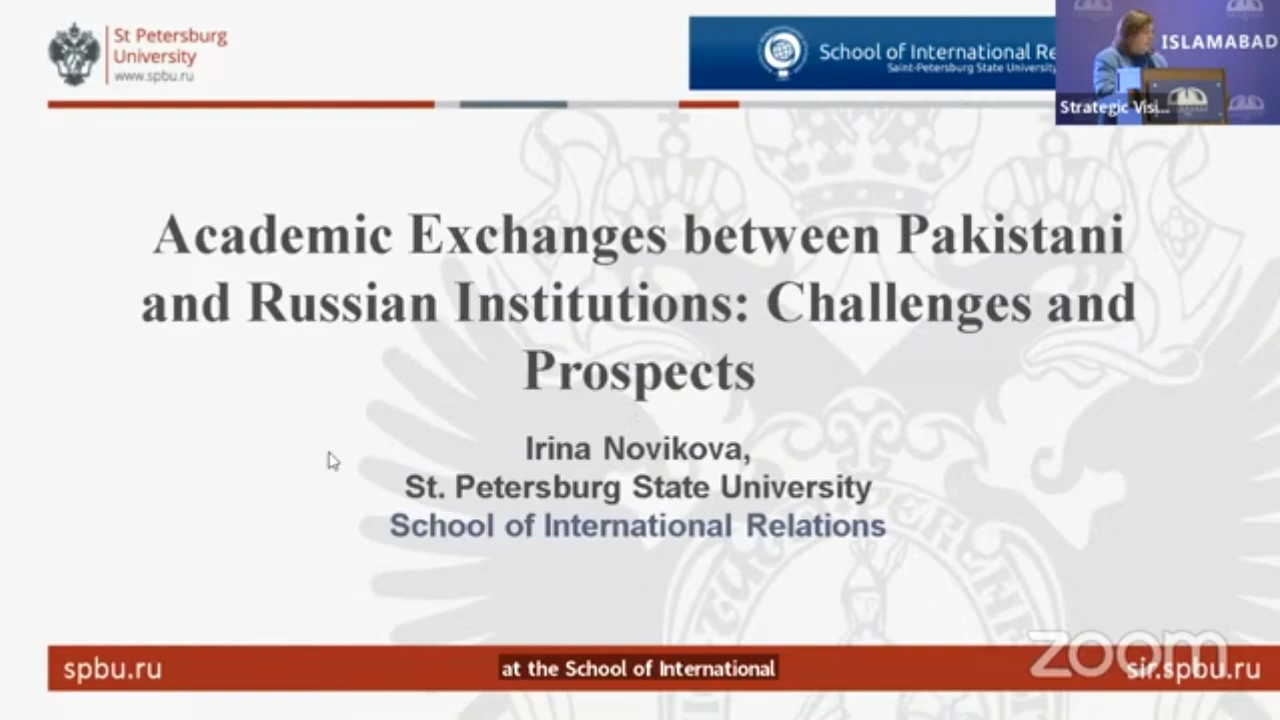 St Petersburg
University
www.spbu.ru
School of International Re
Saint-Petersburg State University
ISLAMABAD
Strategic Visi...
Academic Exchanges between Pakistani
and Russian Institutions: Challenges and
Prospects
Irina Novikova,
St. Petersburg State University
School of International Relations
zoom
spbu.ru
at the School of International
sir.spbu.ru